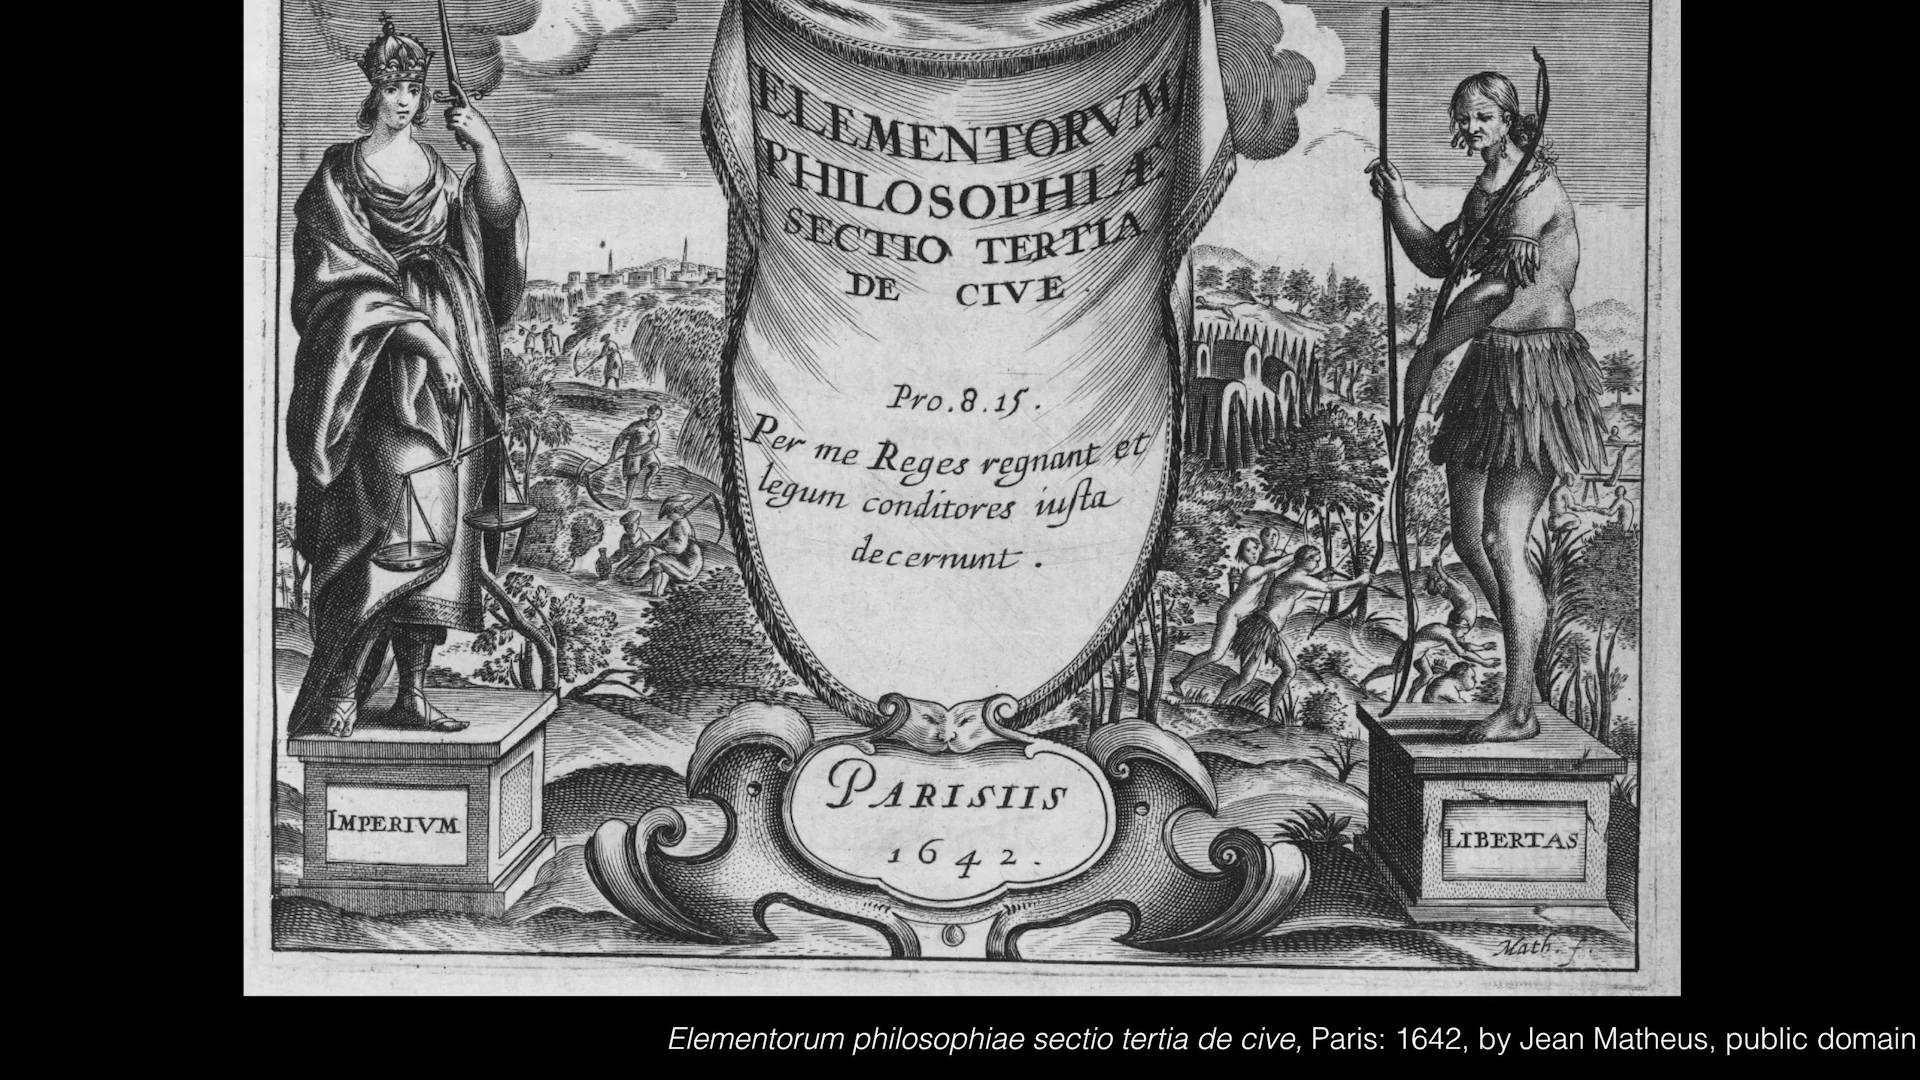 ELEMENTORVM
PHILOSOPHIÆ
SECTIO TERTIA
DE CIVE
Pro. 8. 15.
Per me Reges regnant et
legum conditores iuſta
decernunt.
PARISIIS
1642.
IMPERIVM
LIBERTAS
Math. f.
Elementorum philosophiae sectio tertia de cive, Paris: 1642, by Jean Matheus, public domain